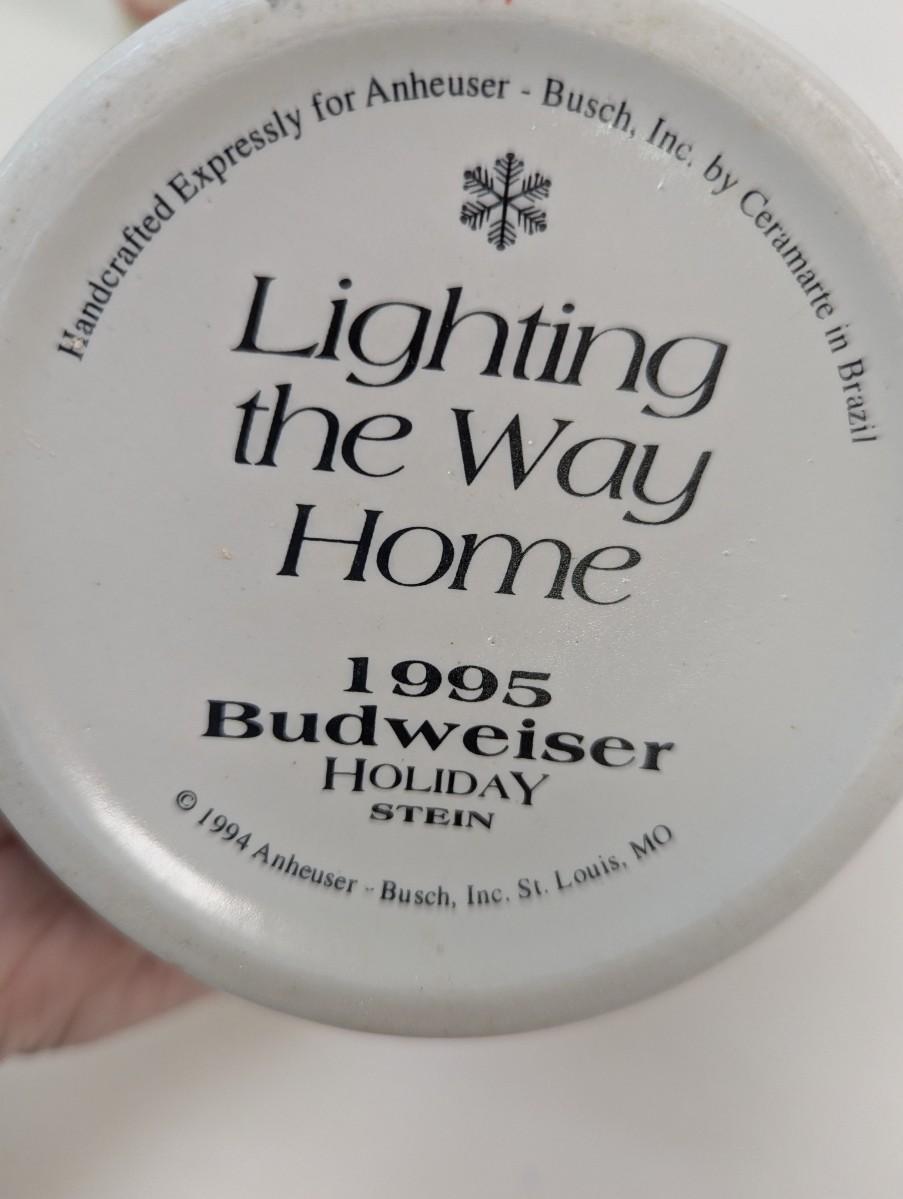 Handcrafted Expressly for Anheuser - Busch, Inc. by Ceramarte in Brazil
Lighting
the Way
Home
1995
Budweiser
HOLIDAY
STEIN
© 1994 Anheuser - Busch, Inc. St. Louis, MO